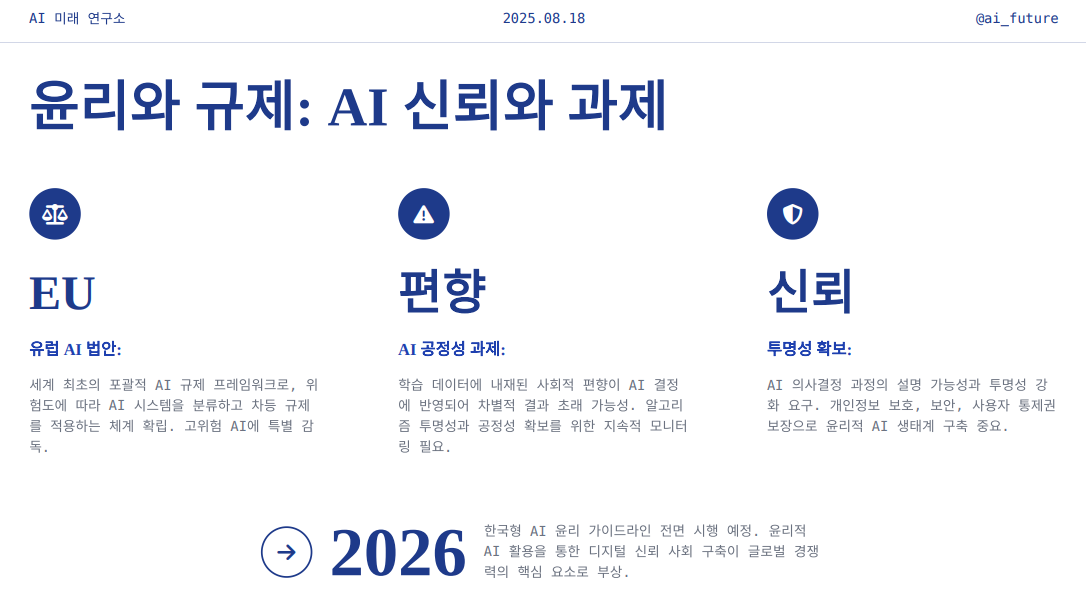 AI 미래 연구소
2025.08.18
@ai_future
윤리와 규제: AI 신뢰와 과제
EU
유럽 AI 법안:
세계 최초의 포괄적 AI 규제 프레임워크로, 위
험도에 따라 AI 시스템을 분류하고 차등 규제
를 적용하는 체계 확립. 고위험 AI에 특별 감
독.
편향
AI 공정성 과제:
학습 데이터에 내재된 사회적 편향이 AI 결정
에 반영되어 차별적 결과 초래 가능성. 알고리
즘 투명성과 공정성 확보를 위한 지속적 모니터
링 필요.
신뢰
투명성 확보:
AI 의사결정 과정의 설명 가능성과 투명성 강
화 요구. 개인정보 보호, 보안, 사용자 통제권
보장으로 윤리적 AI 생태계 구축 중요.
2026
한국형 AI 윤리 가이드라인 전면 시행 예정. 윤리적
AI 활용을 통한 디지털 신뢰 사회 구축이 글로벌 경쟁
력의 핵심 요소로 부상.